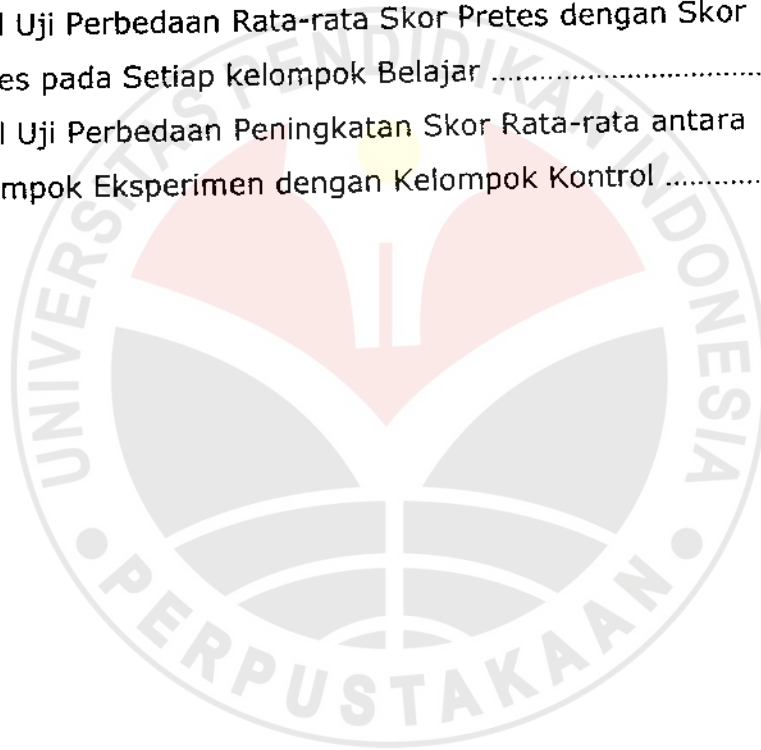 l Uji Perbedaan Rata-rata Skor Pretes dengan Skor
es pada Setiap kelompok Belajar ..................................
l Uji Perbedaan Peningkatan Skor Rata-rata antara
mpok Eksperimen dengan Kelompok Kontrol ............
UNIVERSITAS PENDIDIKAN INDONESIA
PERPUSTAKAAN